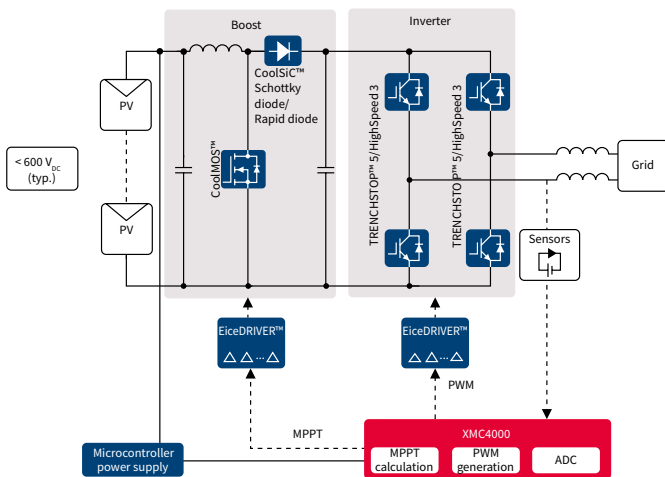 Boost
Inverter
CoolSiC™
Schottky
diode/
Rapid diode
CoolMOS™
TRENCHSTOP™ 5/HighSpeed 3
TRENCHSTOP™ 5/HighSpeed 3
PV
< 600 V_DC
(typ.)
PV
Grid
Sensors
EiceDRIVER™
...
EiceDRIVER™
...
PWM
MPPT
XMC4000
Microcontroller
power supply
MPPT
calculation
PWM
generation
ADC